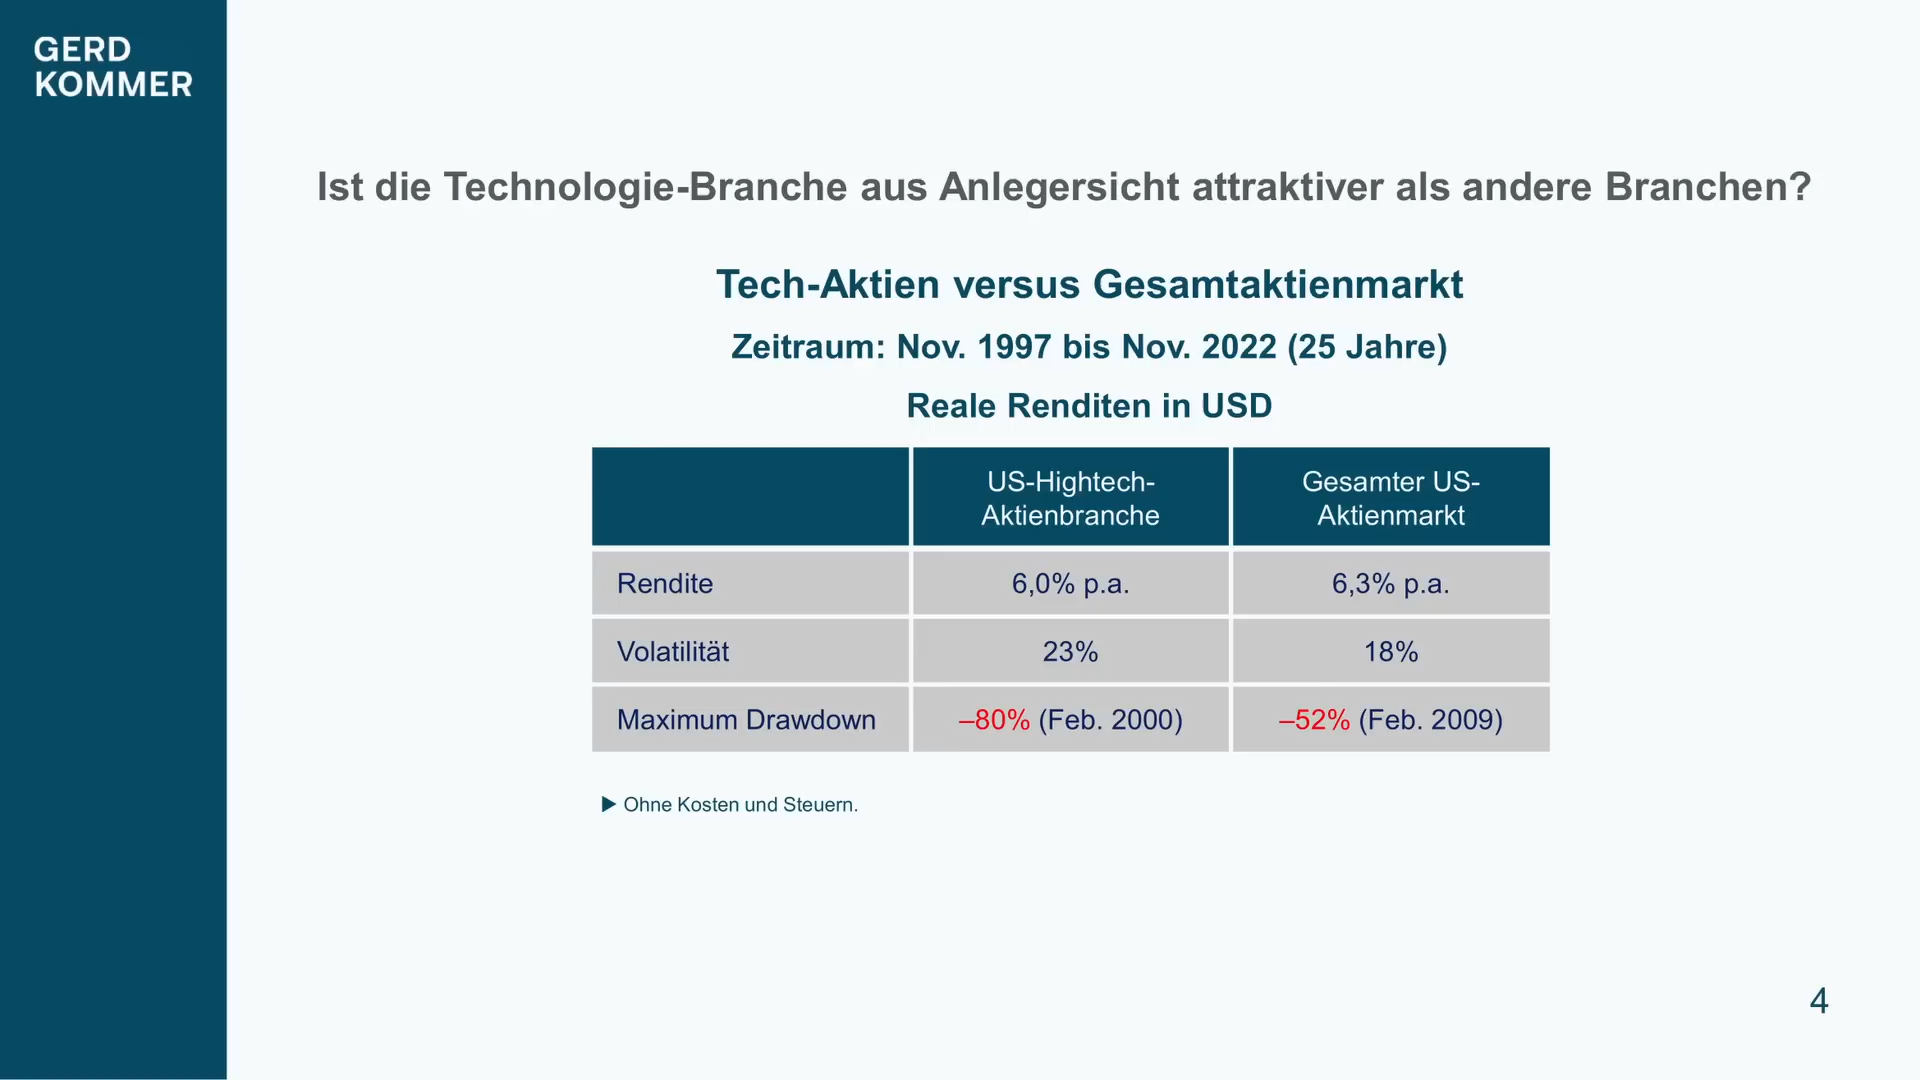 GERD
KOMMER
Ist die Technologie-Branche aus Anlegersicht attraktiver als andere Branchen?
Tech-Aktien versus Gesamtaktienmarkt
Zeitraum: Nov. 1997 bis Nov. 2022 (25 Jahre)
Reale Renditen in USD
US-Hightech-
Aktienbranche
Gesamter US-
Aktienmarkt
Rendite 6,0% p.a. 6,3% p.a.
Volatilität 23% 18%
Maximum Drawdown –80% (Feb. 2000) –52% (Feb. 2009)
▶ Ohne Kosten und Steuern.
4